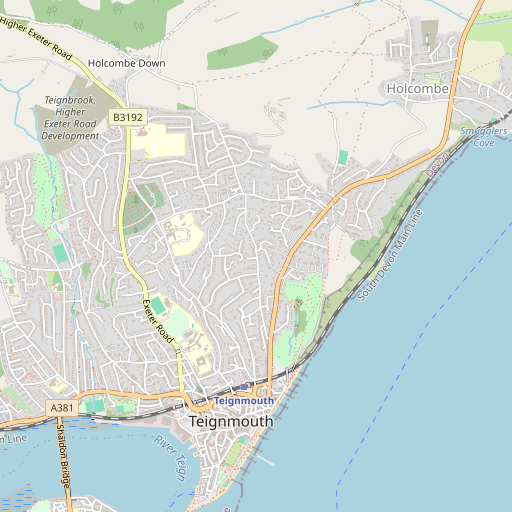 Higher Exeter Road
Holcombe Down
Holcombe
Teignbrook,
Higher
Exeter Road
Development
B3192
Smugglers
Cove
Devon
South Devon Main Line
Exeter Road
A381
Teignmouth
Teignmouth
Line
Shaldon Bridge
River Teign